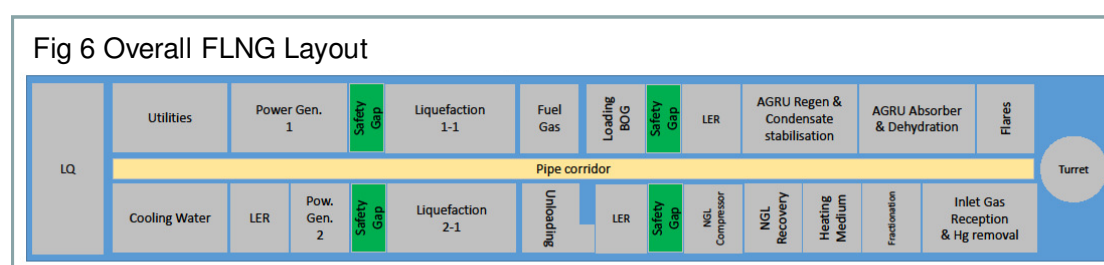 Fig 6 Overall FLNG Layout
LQ
Utilities
Power Gen.
1
Safety
Gap
Liquefaction
1-1
Fuel
Gas
Loading
BOG
Safety
Gap
LER
AGRU Regen &
Condensate
stabilisation
AGRU Absorber
& Dehydration
Flares
Pipe corridor
Turret
Cooling Water
LER
Pow.
Gen.
2
Safety
Gap
Liquefaction
2-1
Unloading
LER
Safety
Gap
NGL
Compressor
NGL
Recovery
Heating
Medium
Fractionation
Inlet Gas
Reception
& Hg removal